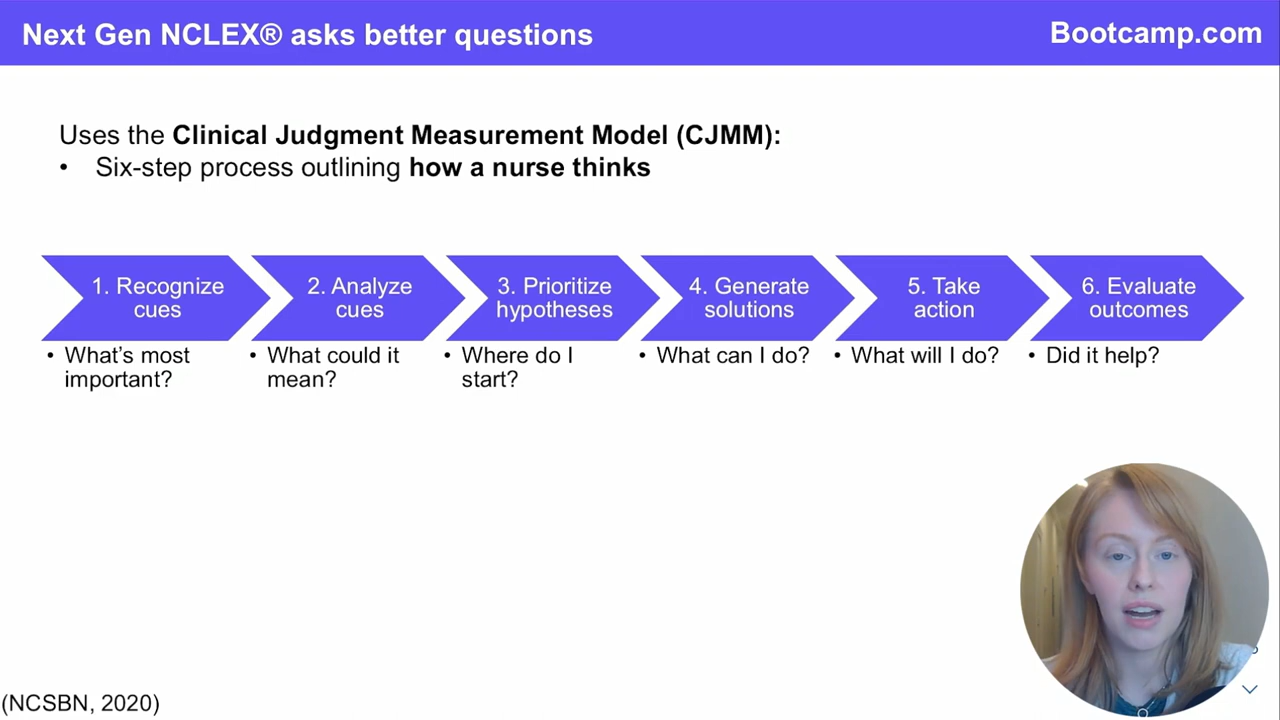 Next Gen NCLEX® asks better questions
Bootcamp.com
Uses the Clinical Judgment Measurement Model (CJMM):
• Six-step process outlining how a nurse thinks
1. Recognize
cues
2. Analyze
cues
3. Prioritize
hypotheses
4. Generate
solutions
5. Take
action
6. Evaluate
outcomes
• What's most
important?
• What could it
mean?
• Where do I
start?
• What can I do?
• What will I do?
• Did it help?
(NCSBN, 2020)